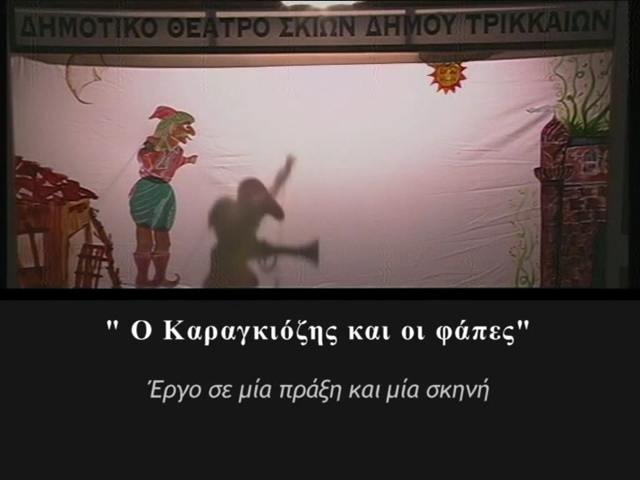 ΔΗΜΟΤΙΚΟ ΘΕΑΤΡΟ ΣΚΙΩΝ ΔΗΜΟΥ ΤΡΙΚΚΑΙΩΝ
" Ο Καραγκιόζης και οι φάπες"
Έργο σε μία πράξη και μία σκηνή